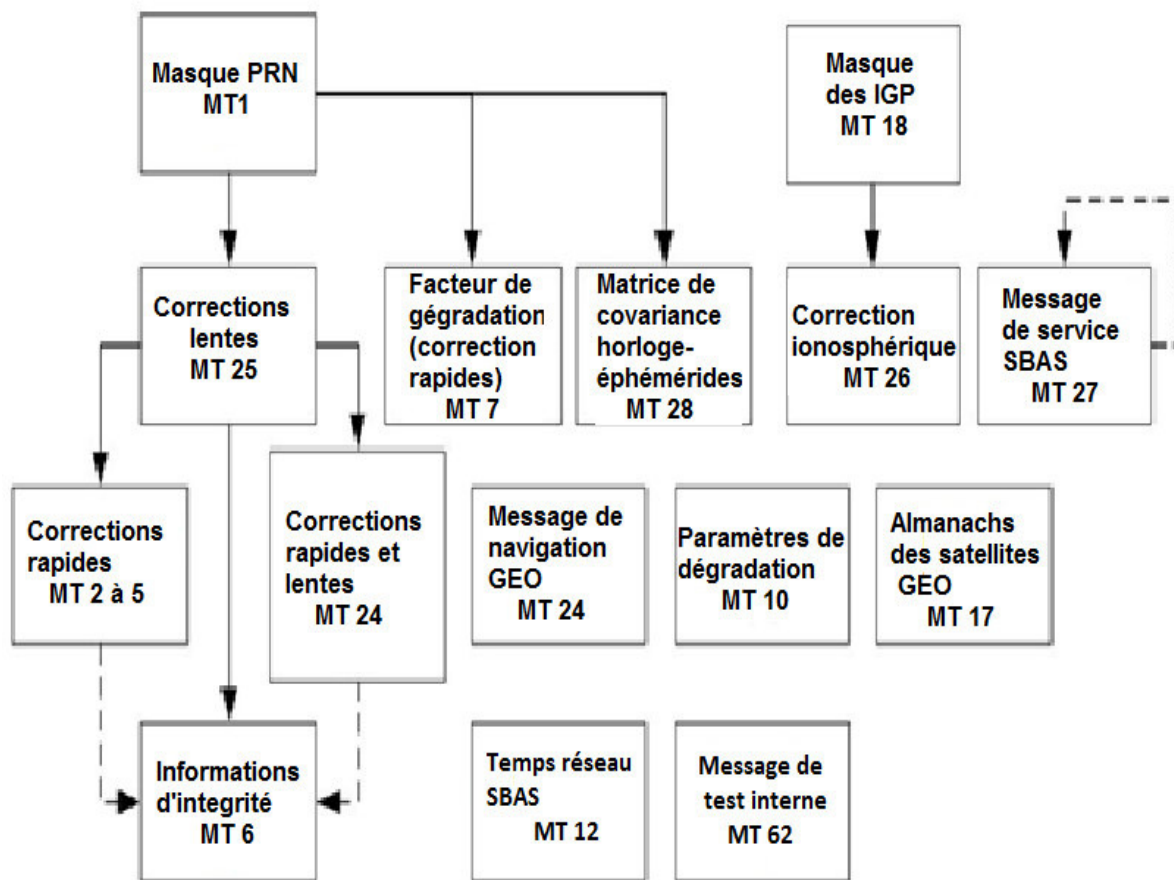 Masque PRN
MT1
Masque
des IGP
MT 18
Corrections
lentes
MT 25
Facteur de
gégradation
(correction
rapides)
MT 7
Matrice de
covariance
horloge-
éphémérides
MT 28
Correction
ionosphérique
MT 26
Message
de service
SBAS
MT 27
Corrections
rapides
MT 2 à 5
Corrections
rapides et
lentes
MT 24
Message de
navigation
GEO
MT 24
Paramètres de
dégradation
MT 10
Almanachs
des satellites
GEO
MT 17
Informations
d'integrité
MT 6
Temps réseau
SBAS
MT 12
Message de
test interne
MT 62